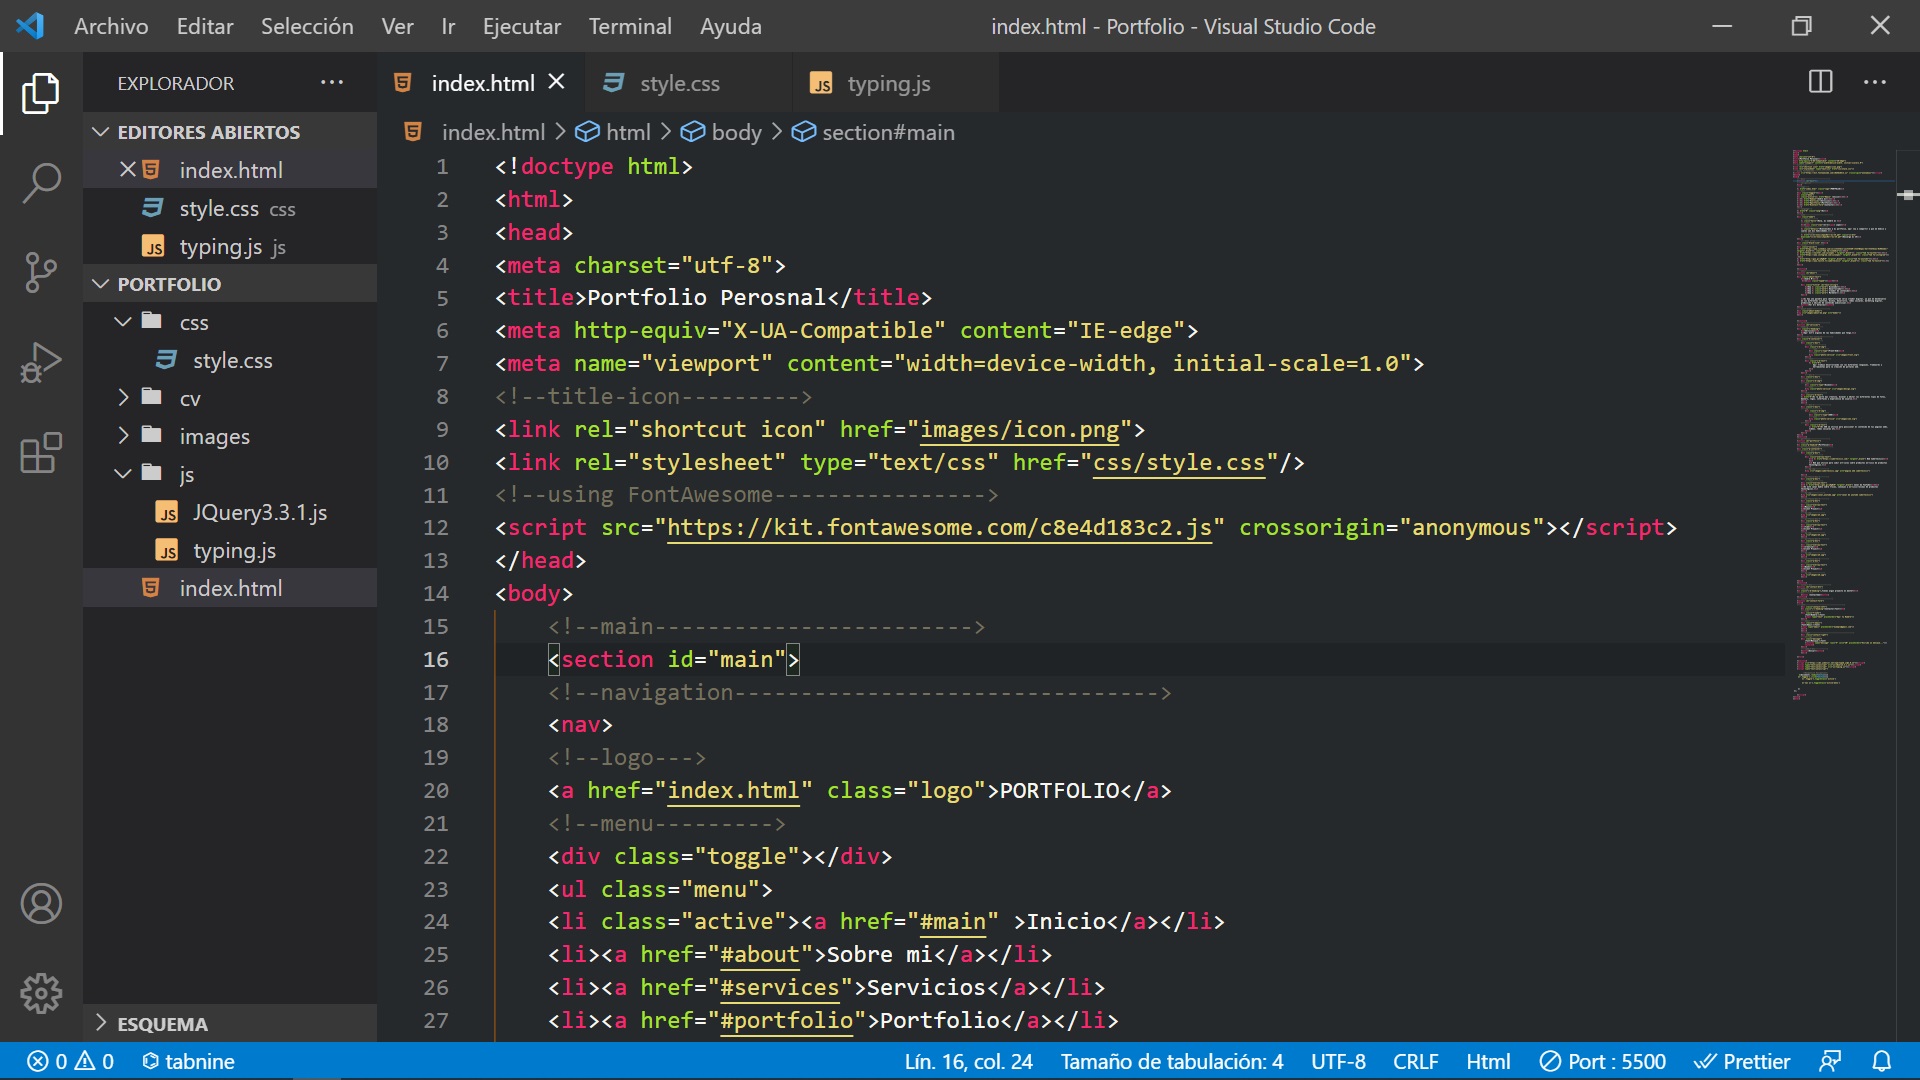 Archivo Editar Selección Ver Ir Ejecutar Terminal Ayuda index.html - Portfolio - Visual Studio Code
EXPLORADOR
EDITORES ABIERTOS
index.html
style.css css
typing.js js
PORTFOLIO
css
style.css
cv
images
js
JQuery3.3.1.js
typing.js
index.html
ESQUEMA
index.html style.css typing.js
index.html > html > body > section#main
1 <!doctype html>
2 <html>
3 <head>
4 <meta charset="utf-8">
5 <title>Portfolio Perosnal</title>
6 <meta http-equiv="X-UA-Compatible" content="IE-edge">
7 <meta name="viewport" content="width=device-width, initial-scale=1.0">
8 <!--title-icon--------->
9 <link rel="shortcut icon" href="images/icon.png">
10 <link rel="stylesheet" type="text/css" href="css/style.css"/>
11 <!--using FontAwesome---------------->
12 <script src="https://kit.fontawesome.com/c8e4d183c2.js" crossorigin="anonymous"></script>
13 </head>
14 <body>
15 <!--main------------------------>
16 <section id="main">
17 <!--navigation-------------------------------->
18 <nav>
19 <!--logo--->
20 <a href="index.html" class="logo">PORTFOLIO</a>
21 <!--menu--------->
22 <div class="toggle"></div>
23 <ul class="menu">
24 <li class="active"><a href="#main" >Inicio</a></li>
25 <li><a href="#about">Sobre mi</a></li>
26 <li><a href="#services">Servicios</a></li>
27 <li><a href="#portfolio">Portfolio</a></li>
0 0 tabnine Lín. 16, col. 24 Tamaño de tabulación: 4 UTF-8 CRLF Html Port : 5500 Prettier